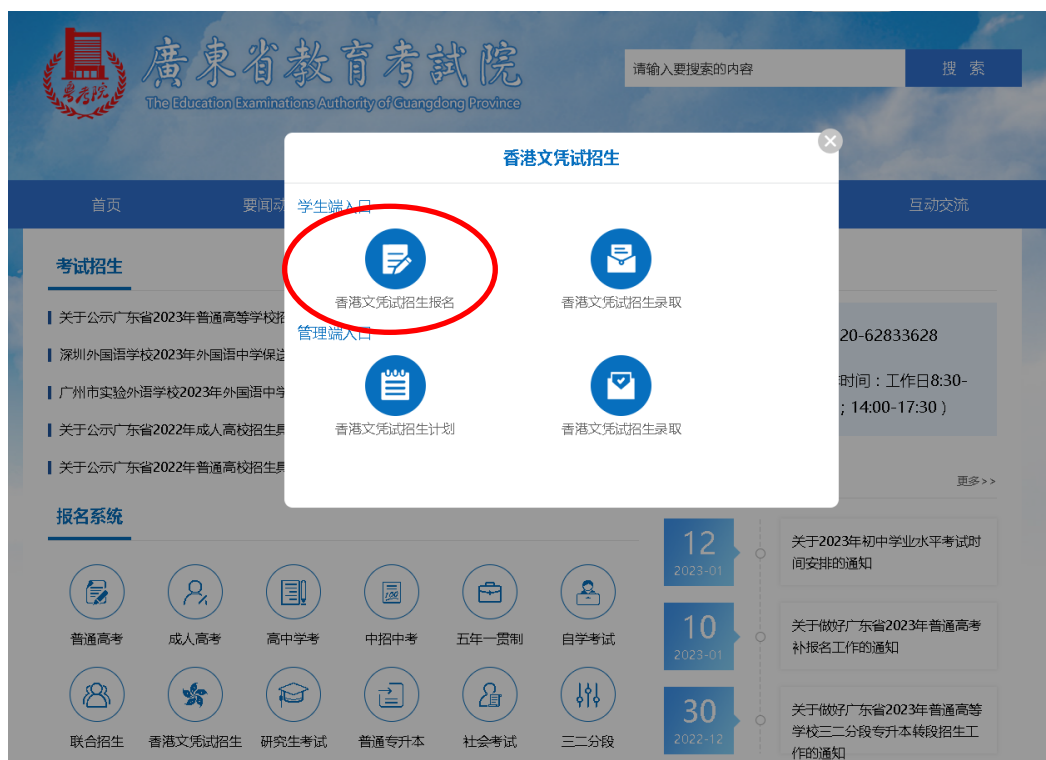 廣東省教育考試院
The Education Examinations Authority of Guangdong Province
粤考院
请输入要搜索的内容
搜 索
首页
要闻动
互动交流
香港文凭试招生
学生端入口
香港文凭试招生报名
香港文凭试招生录取
管理端入口
香港文凭试招生计划
香港文凭试招生录取
考试招生
关于公示广东省2023年普通高等学校招
深圳外国语学校2023年外国语中学保送
广州市实验外语学校2023年外国语中学
关于公示广东省2022年成人高校招生具
关于公示广东省2022年普通高校招生具
20-62833628
时间：工作日8:30-
；14:00-17:30）
更多>>
报名系统
普通高考
成人高考
高中学考
100
中招中考
五年一贯制
自学考试
联合招生
香港文凭试招生
研究生考试
普通专升本
社会考试
三二分段
12
2023-01
关于2023年初中学业水平考试时
间安排的通知
10
2023-01
关于做好广东省2023年普通高考
补报名工作的通知
30
2022-12
关于做好广东省2023年普通高等
学校三二分段专升本转段招生工
作的通知